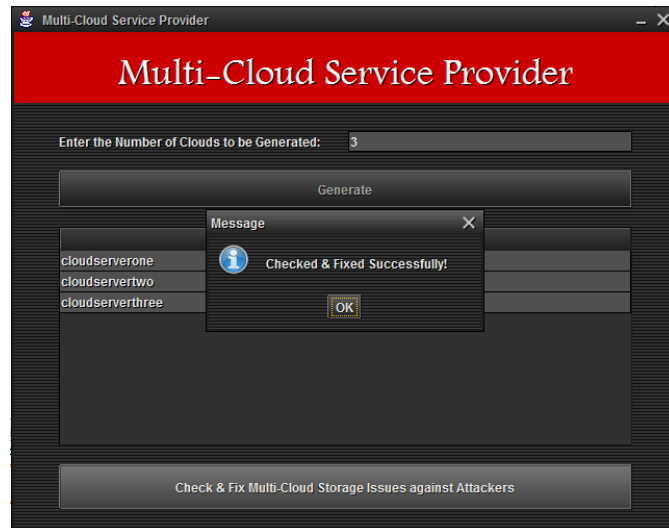 Multi-Cloud Service Provider
Multi-Cloud Service Provider
Enter the Number of Clouds to be Generated: 3
Generate
Message
Checked & Fixed Successfully!
OK
cloudserverone
cloudservertwo
cloudserverthree
Check & Fix Multi-Cloud Storage Issues against Attackers